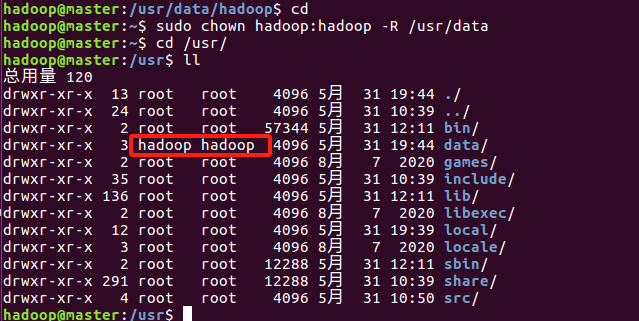 hadoop@master:/usr/data/hadoop$ cd
hadoop@master:~$ sudo chown hadoop:hadoop -R /usr/data
hadoop@master:~$ cd /usr/
hadoop@master:/usr$ ll
总用量 120
drwxr-xr-x  13 root   root    4096 5月  31 19:44 ./
drwxr-xr-x  24 root   root    4096 5月  31 10:39 ../
drwxr-xr-x   2 root   root   57344 5月  31 12:11 bin/
drwxr-xr-x   3 hadoop hadoop  4096 5月  31 19:44 data/
drwxr-xr-x   2 root   root    4096 8月   7  2020 games/
drwxr-xr-x  35 root   root    4096 5月  31 10:39 include/
drwxr-xr-x 136 root   root    4096 5月  31 12:11 lib/
drwxr-xr-x   2 root   root    4096 8月   7  2020 libexec/
drwxr-xr-x  12 root   root    4096 5月  31 19:39 local/
drwxr-xr-x   3 root   root    4096 8月   7  2020 locale/
drwxr-xr-x   2 root   root   12288 5月  31 12:11 sbin/
drwxr-xr-x 291 root   root   12288 5月  31 12:11 share/
drwxr-xr-x   4 root   root    4096 5月  31 10:50 src/
hadoop@master:/usr$